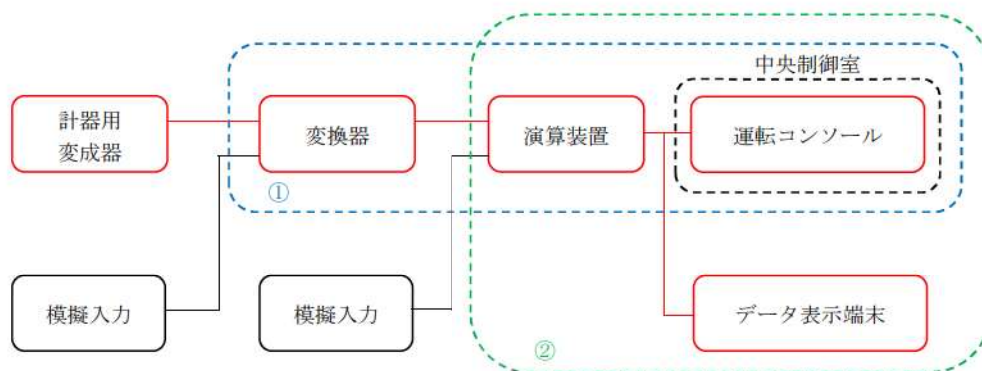 中央制御室
計器用
変成器
変換器
演算装置
運転コンソール
①
模擬入力
模擬入力
データ表示端末
②